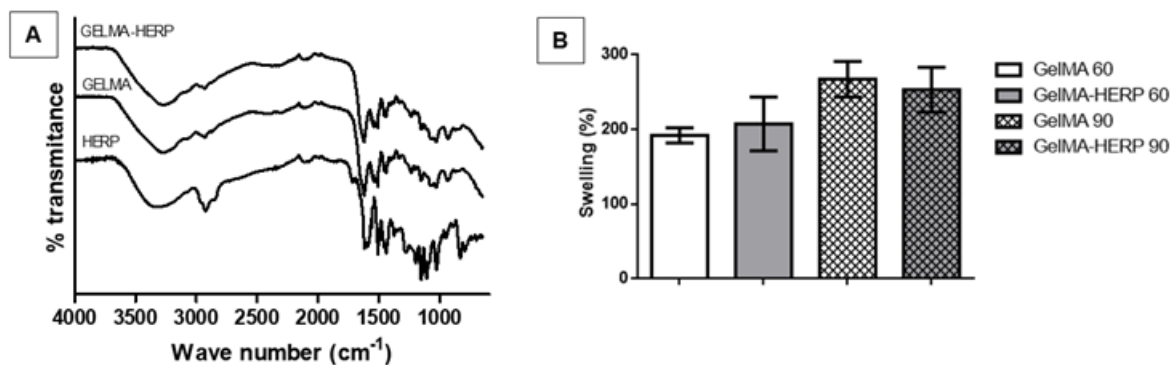 A
GELMA-HERP
GELMA
HERP
% transmitance
4000 3500 3000 2500 2000 1500 1000
Wave number (cm⁻¹)
B
300
200
100
0
Swelling (%)
GelMA 60
GelMA-HERP 60
GelMA 90
GelMA-HERP 90